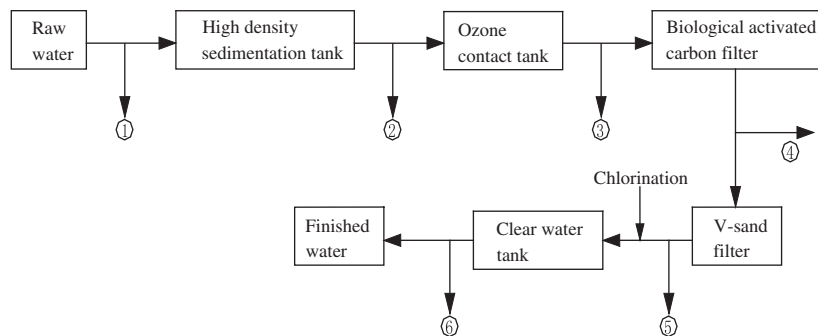 Raw
water
High density
sedimentation tank
Ozone
contact tank
Biological activated
carbon filter
①
②
③
④
Chlorination
Finished
water
Clear water
tank
V-sand
filter
⑥
⑤